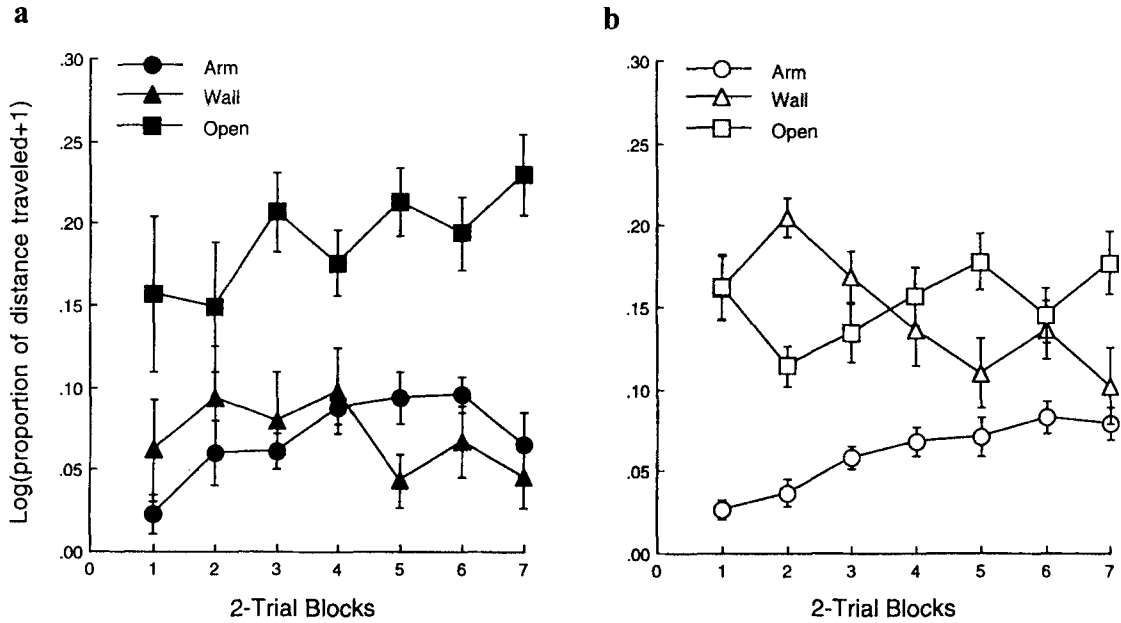 a
Log(proportion of distance traveled+1)
.30
.25
.20
.15
.10
.05
.00
Arm
Wall
Open
0 1 2 3 4 5 6 7
2-Trial Blocks
b
.30
.25
.20
.15
.10
.05
.00
Arm
Wall
Open
0 1 2 3 4 5 6 7
2-Trial Blocks